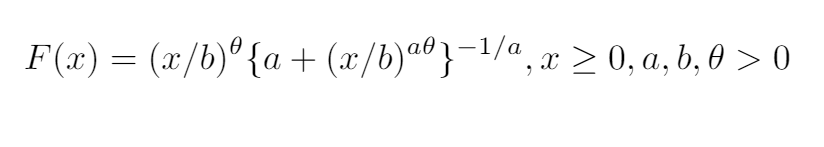 F(x) = (x/b)^θ{a + (x/b)^{aθ}}^{−1/a}, x ≥ 0, a, b, θ > 0